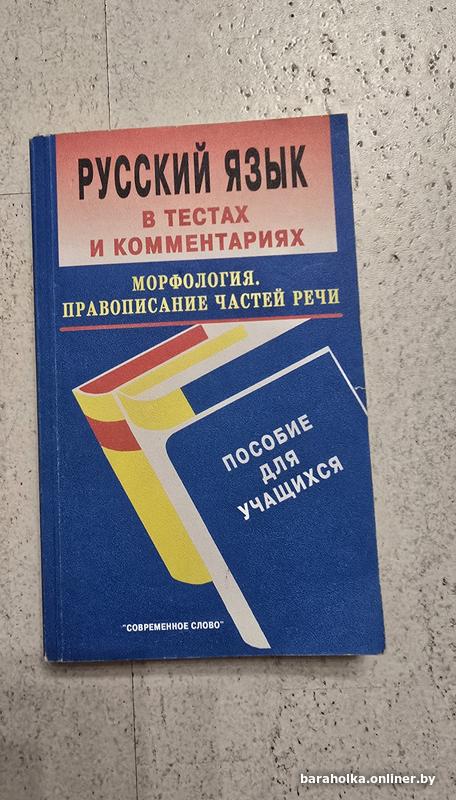 РУССКИЙ ЯЗЫК
В ТЕСТАХ
И КОММЕНТАРИЯХ
МОРФОЛОГИЯ.
ПРАВОПИСАНИЕ ЧАСТЕЙ РЕЧИ
ПОСОБИЕ
ДЛЯ
УЧАЩИХСЯ
"СОВРЕМЕННОЕ СЛОВО"
baraholka.onliner.by